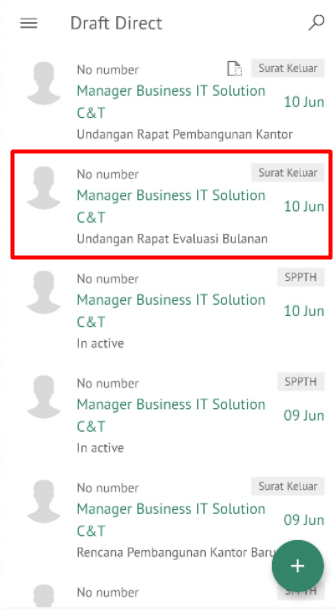 Draft Direct
No number
Surat Keluar
Manager Business IT Solution
C&T
10 Jun
Undangan Rapat Pembangunan Kantor
No number
Surat Keluar
Manager Business IT Solution
C&T
10 Jun
Undangan Rapat Evaluasi Bulanan
No number
SPPTH
Manager Business IT Solution
C&T
10 Jun
In active
No number
SPPTH
Manager Business IT Solution
C&T
09 Jun
In active
No number
Surat Keluar
Manager Business IT Solution
C&T
09 Jun
Rencana Pembangunan Kantor Baru
+
No number